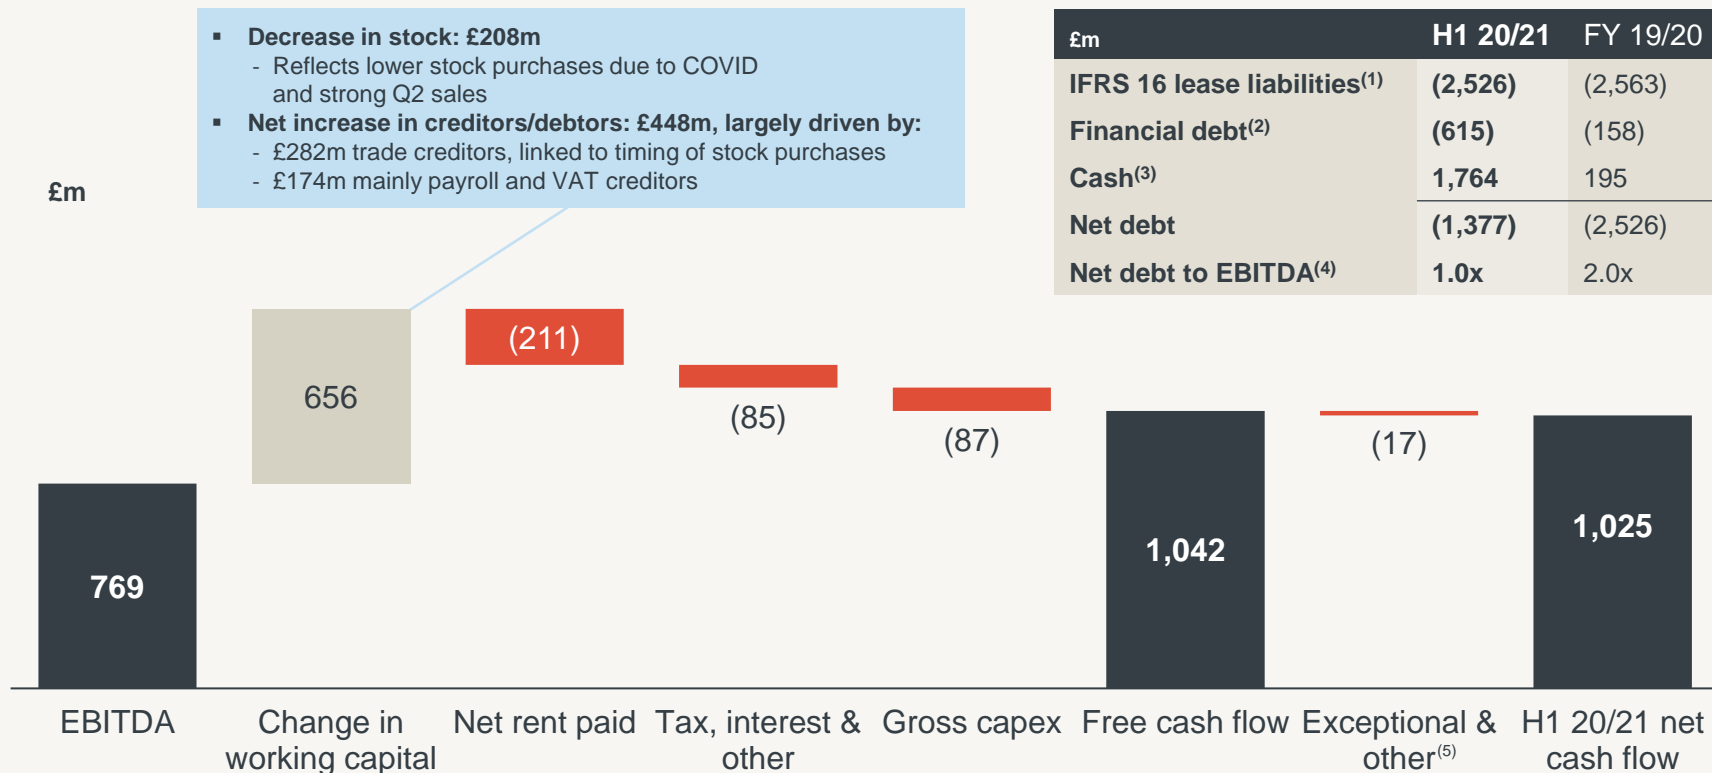 ▪ Decrease in stock: £208m
- Reflects lower stock purchases due to COVID
and strong Q2 sales
▪ Net increase in creditors/debtors: £448m, largely driven by:
- £282m trade creditors, linked to timing of stock purchases
- £174m mainly payroll and VAT creditors
£m H1 20/21 FY 19/20
IFRS 16 lease liabilities(1) (2,526) (2,563)
Financial debt(2) (615) (158)
Cash(3) 1,764 195
Net debt (1,377) (2,526)
Net debt to EBITDA(4) 1.0x 2.0x
£m
769
656
(211)
(85)
(87)
1,042
(17)
1,025
EBITDA
Change in
working capital
Net rent paid
Tax, interest &
other
Gross capex
Free cash flow
Exceptional &
other(5)
H1 20/21 net
cash flow